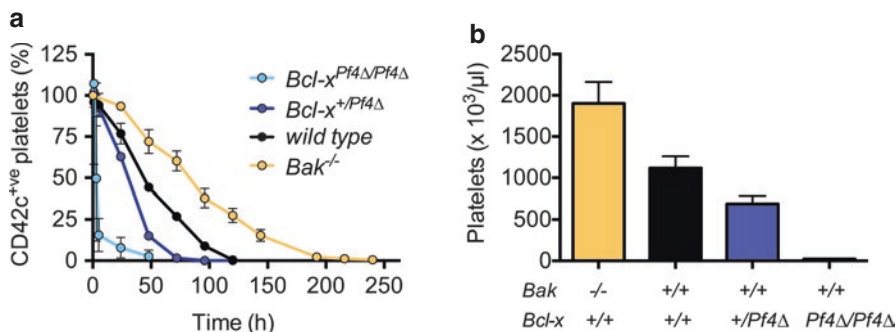 a
125
100
75
50
25
0
CD42c+ve platelets (%)
0 50 100 150 200 250
Time (h)
Bcl-xPf4Δ/Pf4Δ
Bcl-x+/Pf4Δ
wild type
Bak-/-
b
2500
2000
1500
1000
500
0
Platelets (x 10³/µl)
Bak -/- +/+ +/+ +/+
Bcl-x +/+ +/+ +/Pf4Δ Pf4Δ/Pf4Δ